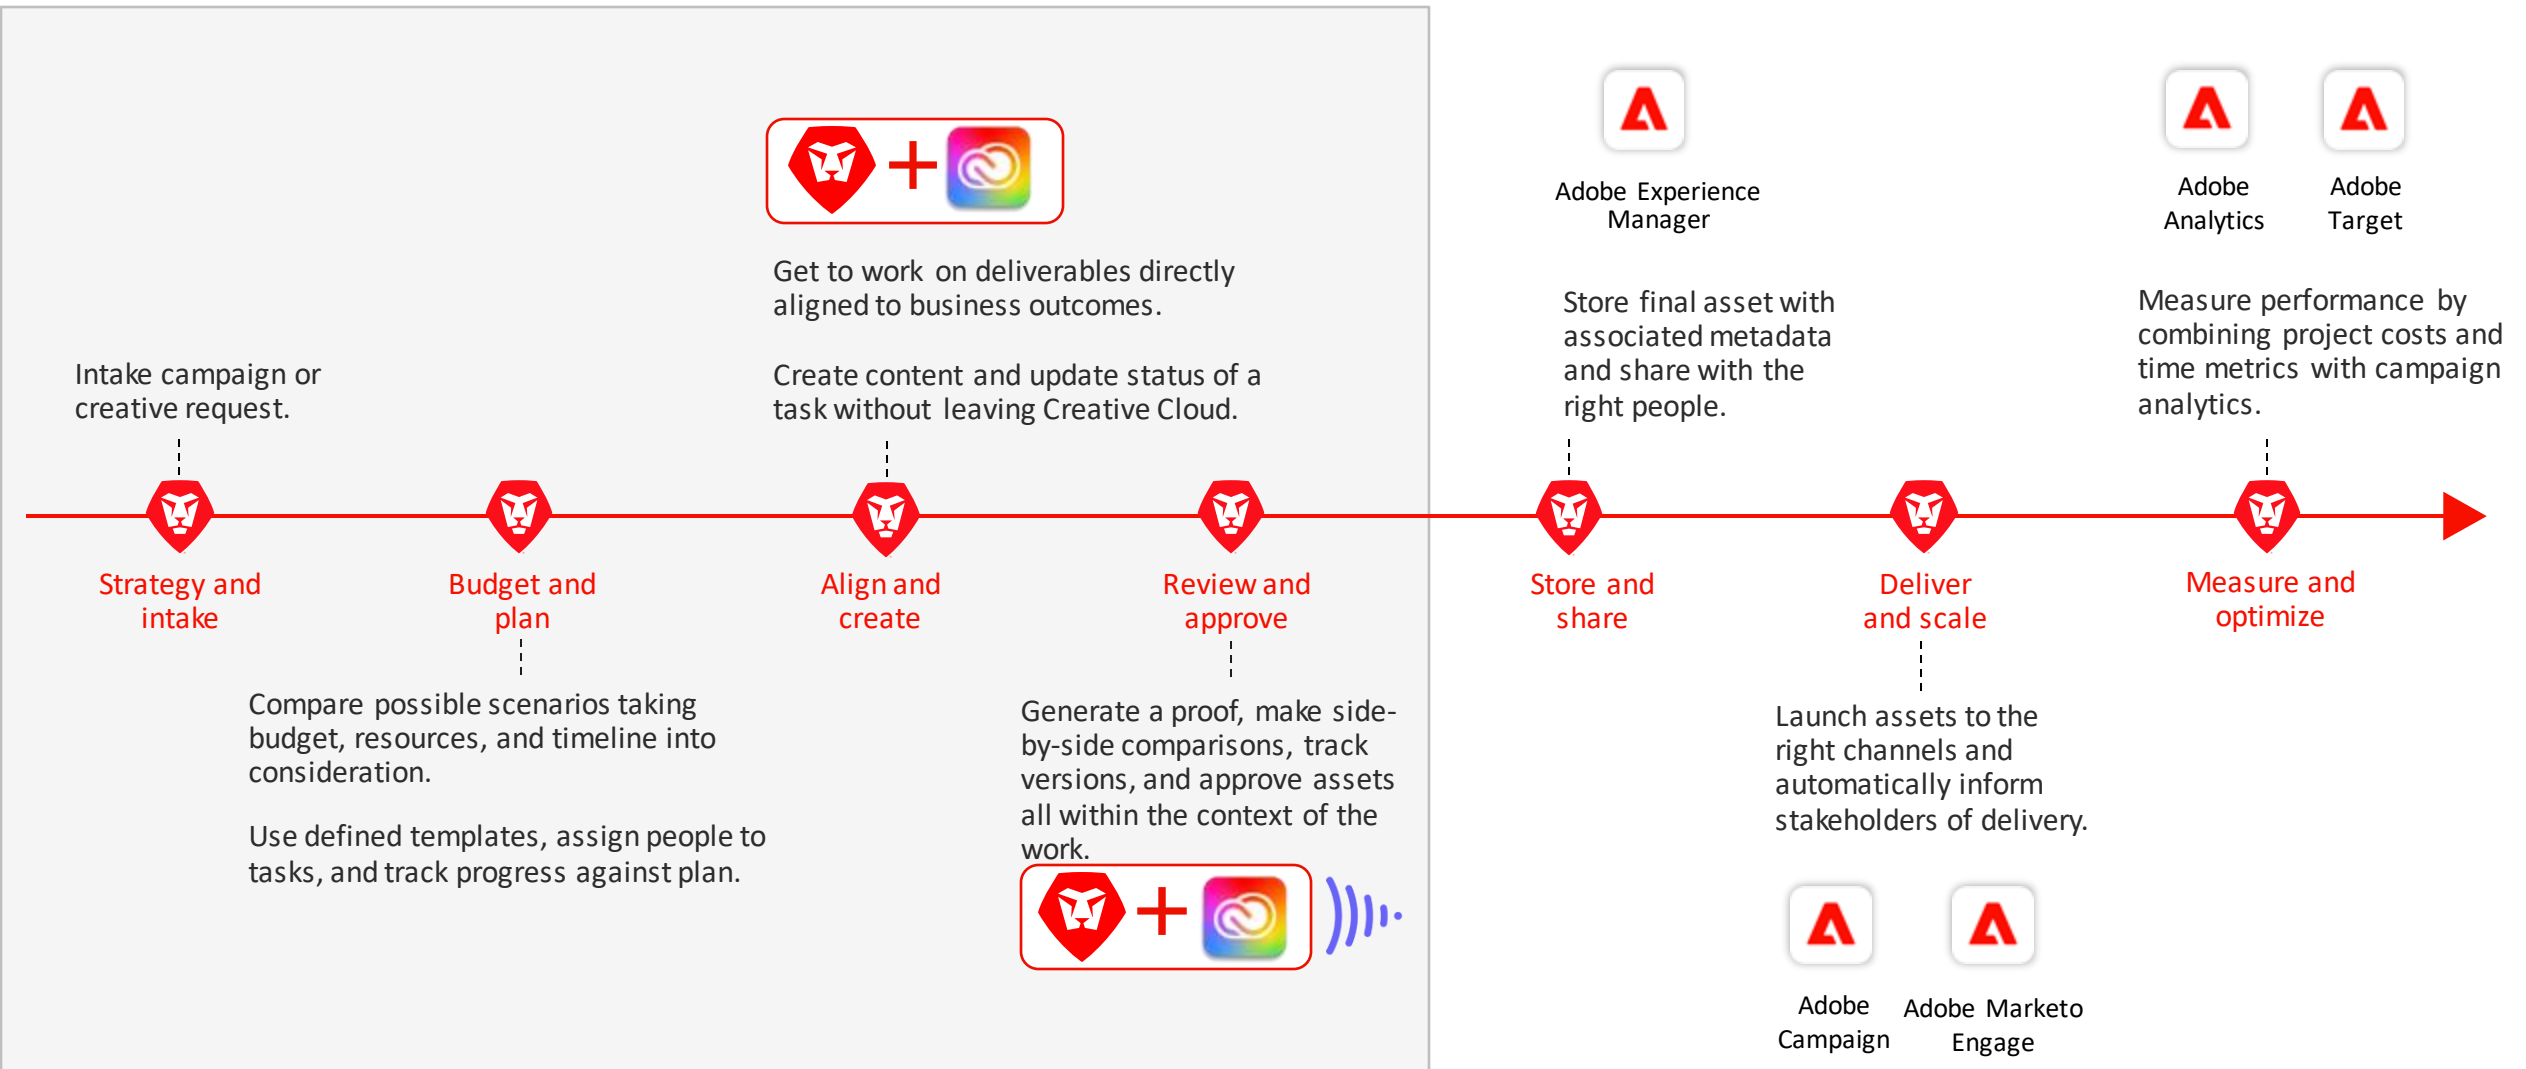 Intake campaign or
creative request.
Strategy and
intake
Budget and
plan
Compare possible scenarios taking
budget, resources, and timeline into
consideration.
Use defined templates, assign people to
tasks, and track progress against plan.
Get to work on deliverables directly
aligned to business outcomes.
Create content and update status of a
task without leaving Creative Cloud.
Align and
create
Review and
approve
Generate a proof, make side-
by-side comparisons, track
versions, and approve assets
all within the context of the
work.
Adobe Experience
Manager
Store final asset with
associated metadata
and share with the
right people.
Store and
share
Deliver
and scale
Launch assets to the
right channels and
automatically inform
stakeholders of delivery.
Adobe
Campaign
Adobe Marketo
Engage
Adobe
Analytics
Adobe
Target
Measure performance by
combining project costs and
time metrics with campaign
analytics.
Measure and
optimize